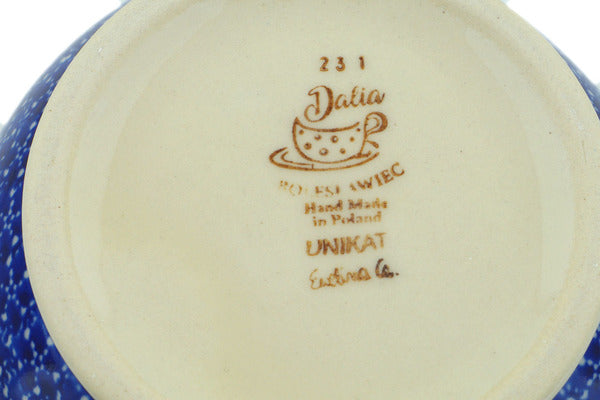 231
Dalia
BOLESŁAWIEC
Hand Made
in Poland
UNIKAT